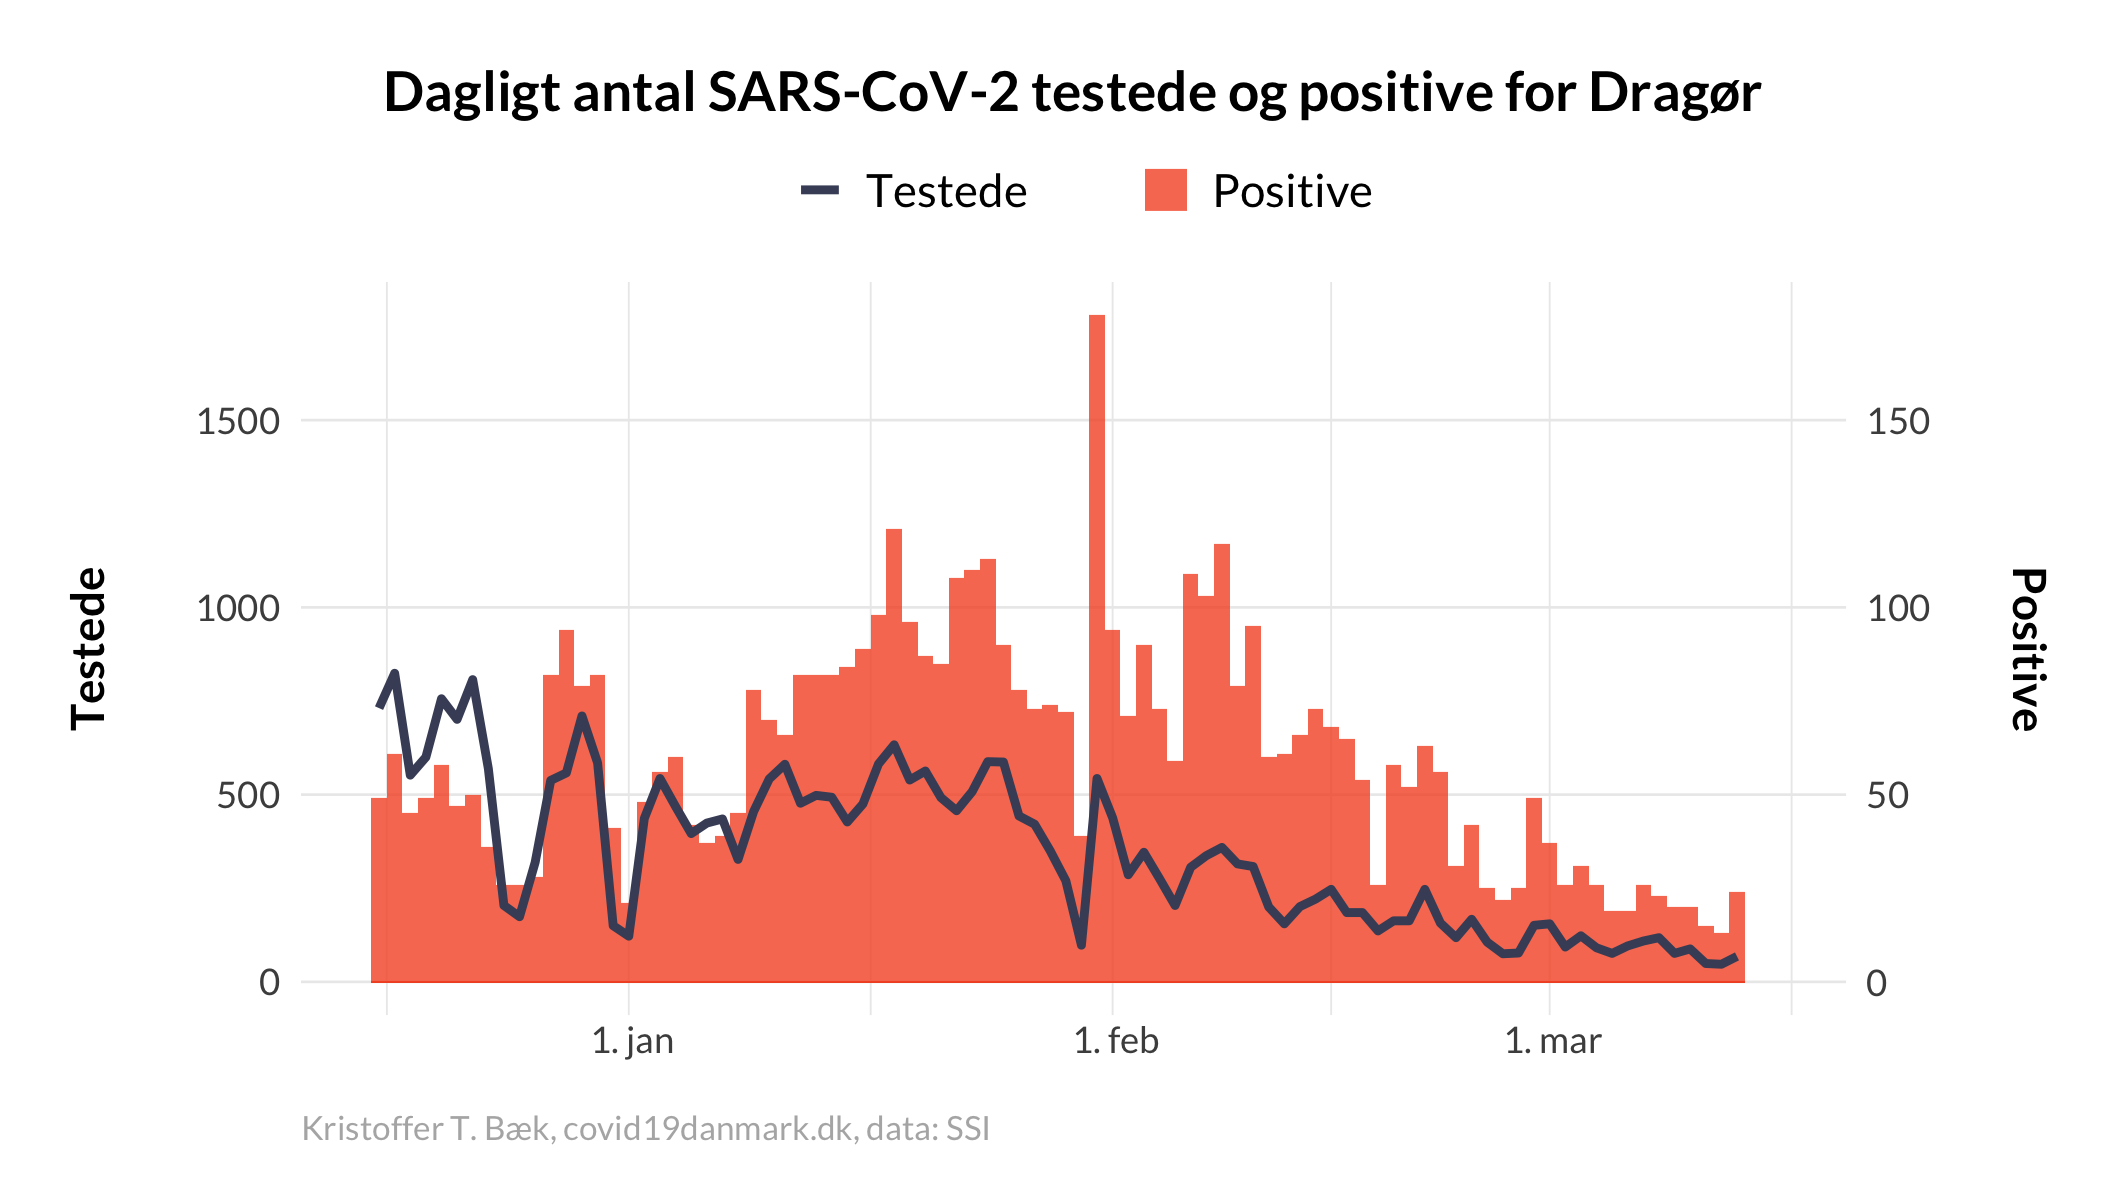 Dagligt antal SARS-CoV-2 testede og positive for Dragør
Testede
Positive
Testede
1500
1000
500
0
150
100
50
0
Positive
1. jan
1. feb
1. mar
Kristoffer T. Bæk, covid19danmark.dk, data: SSI